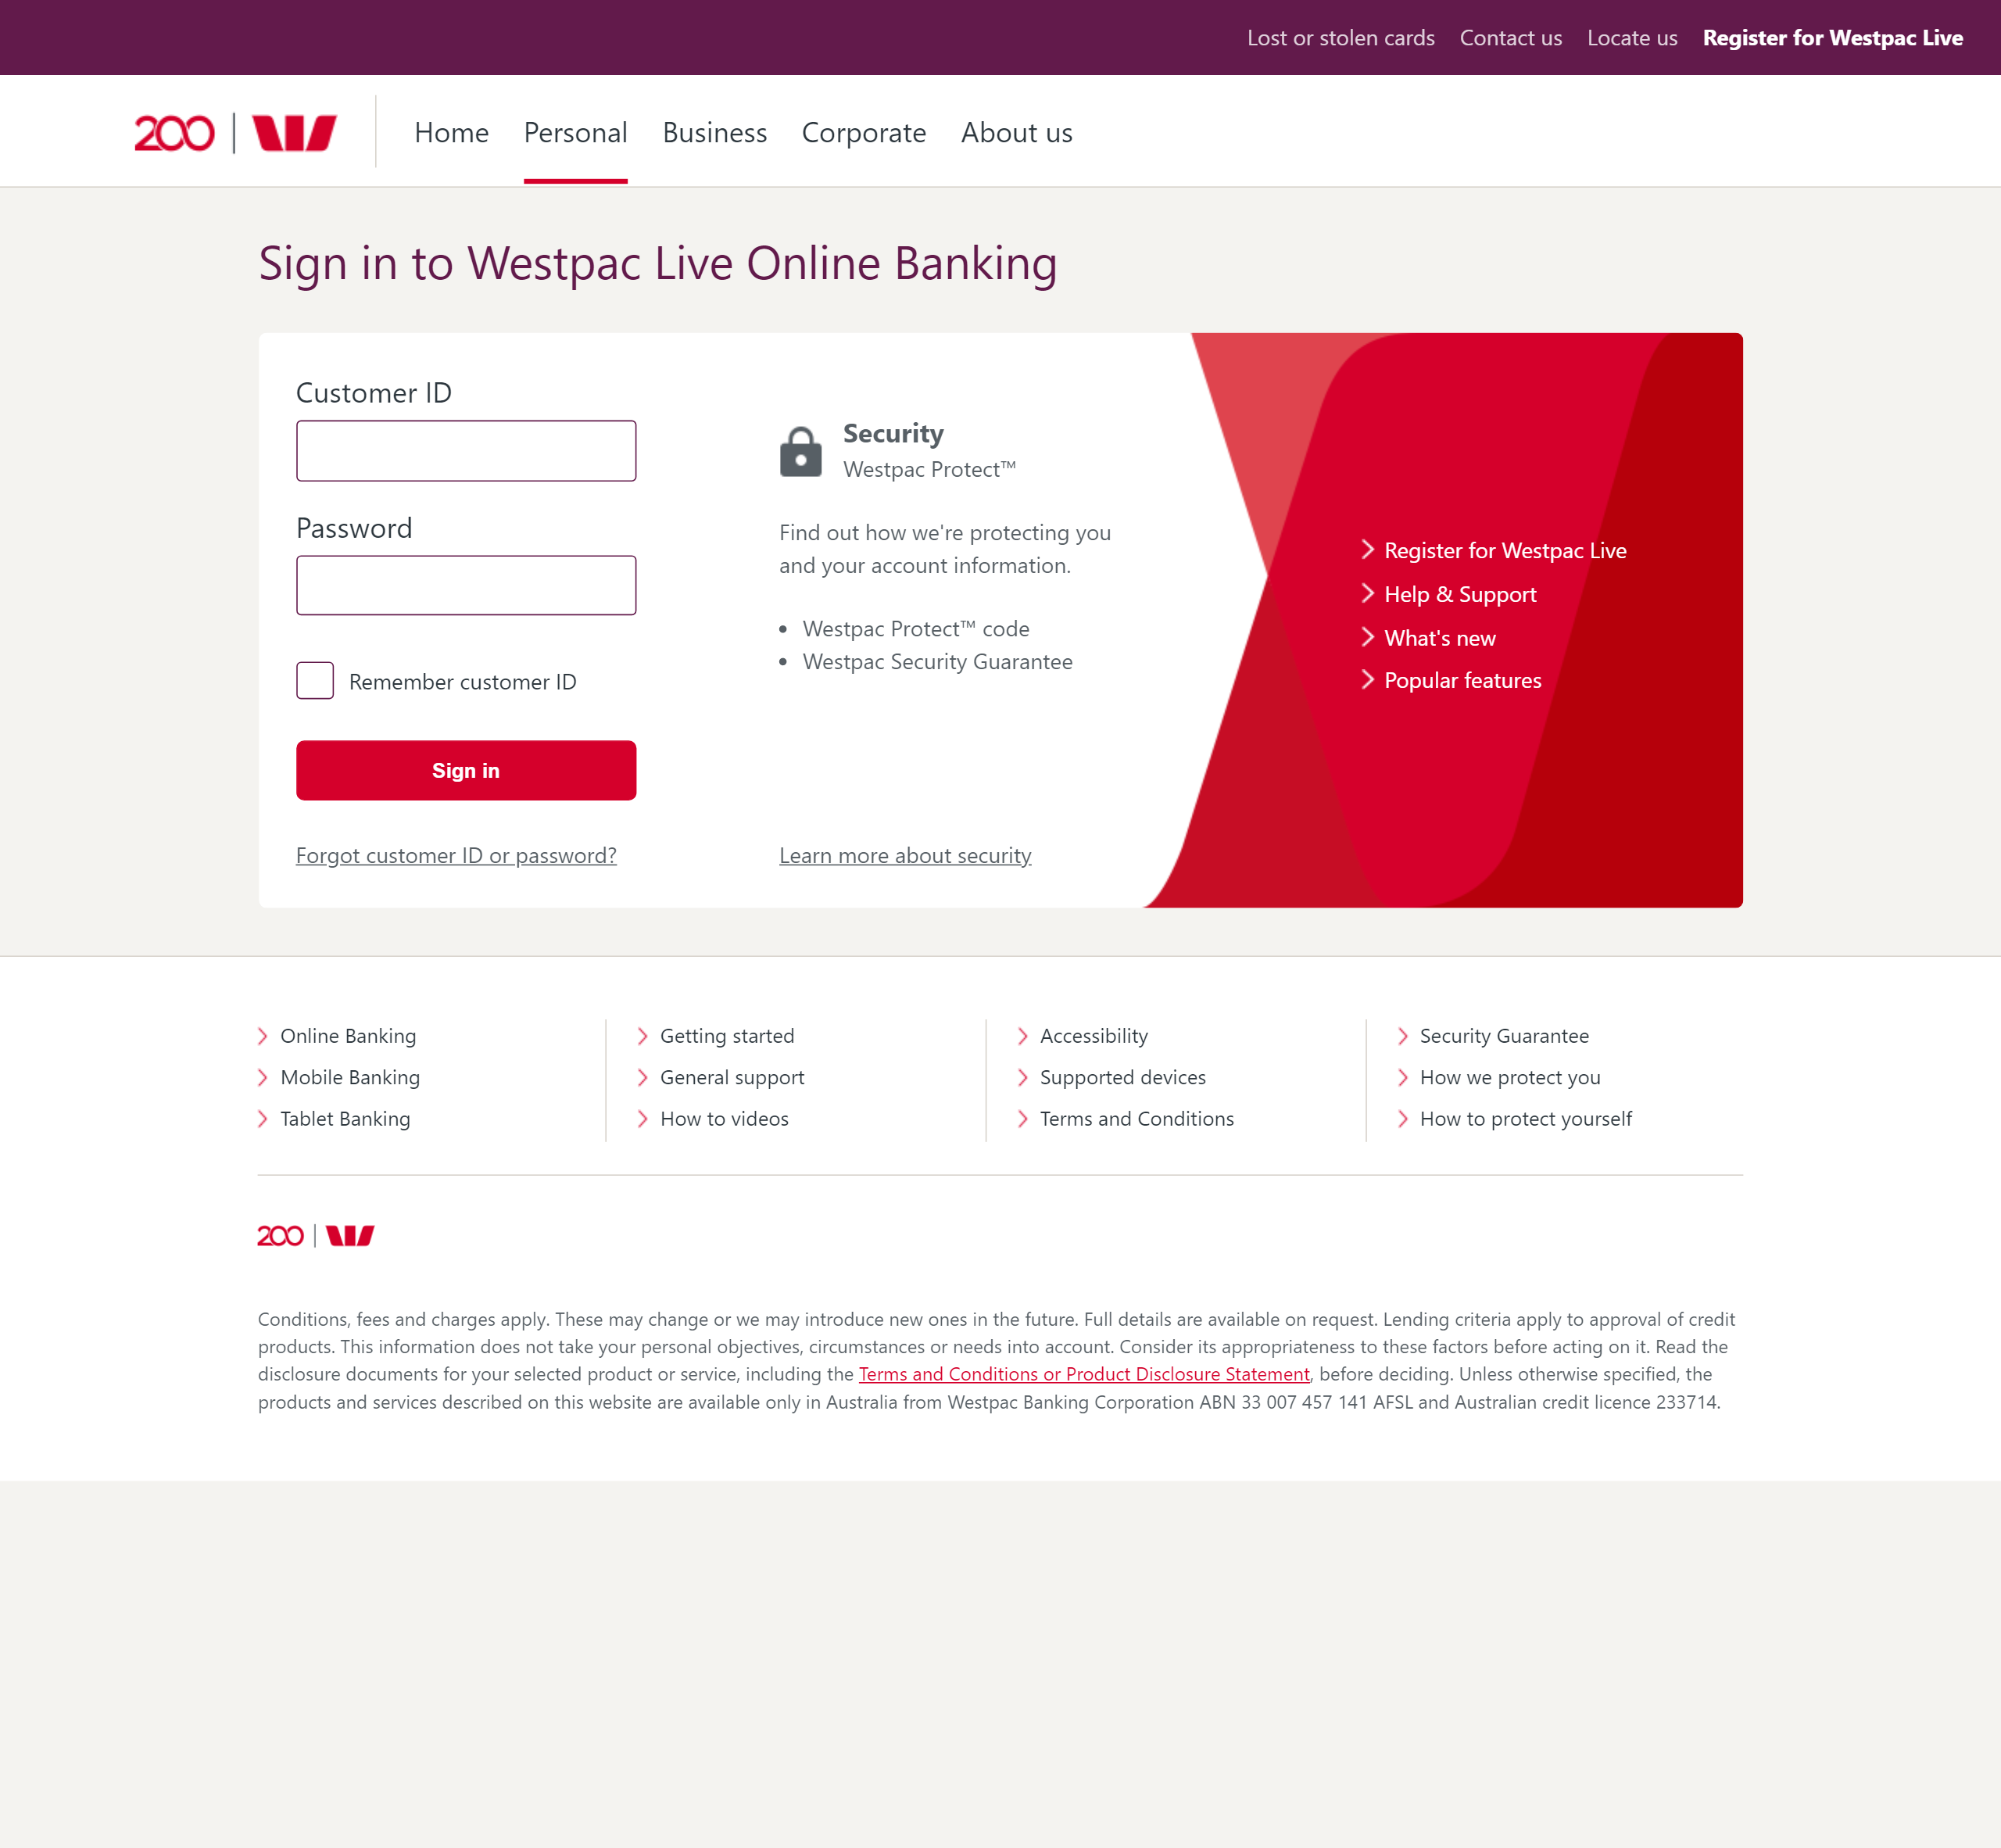 Lost or stolen cards Contact us Locate us Register for Westpac Live
200 Home Personal Business Corporate About us
Sign in to Westpac Live Online Banking
Customer ID
Password
Remember customer ID
Sign in
Forgot customer ID or password?
Security
Westpac Protect™
Find out how we're protecting you
and your account information.
• Westpac Protect™ code
• Westpac Security Guarantee
Learn more about security
Register for Westpac Live
Help & Support
What's new
Popular features
Online Banking
Mobile Banking
Tablet Banking
Getting started
General support
How to videos
Accessibility
Supported devices
Terms and Conditions
Security Guarantee
How we protect you
How to protect yourself
200
Conditions, fees and charges apply. These may change or we may introduce new ones in the future. Full details are available on request. Lending criteria apply to approval of credit
products. This information does not take your personal objectives, circumstances or needs into account. Consider its appropriateness to these factors before acting on it. Read the
disclosure documents for your selected product or service, including the Terms and Conditions or Product Disclosure Statement, before deciding. Unless otherwise specified, the
products and services described on this website are available only in Australia from Westpac Banking Corporation ABN 33 007 457 141 AFSL and Australian credit licence 233714.